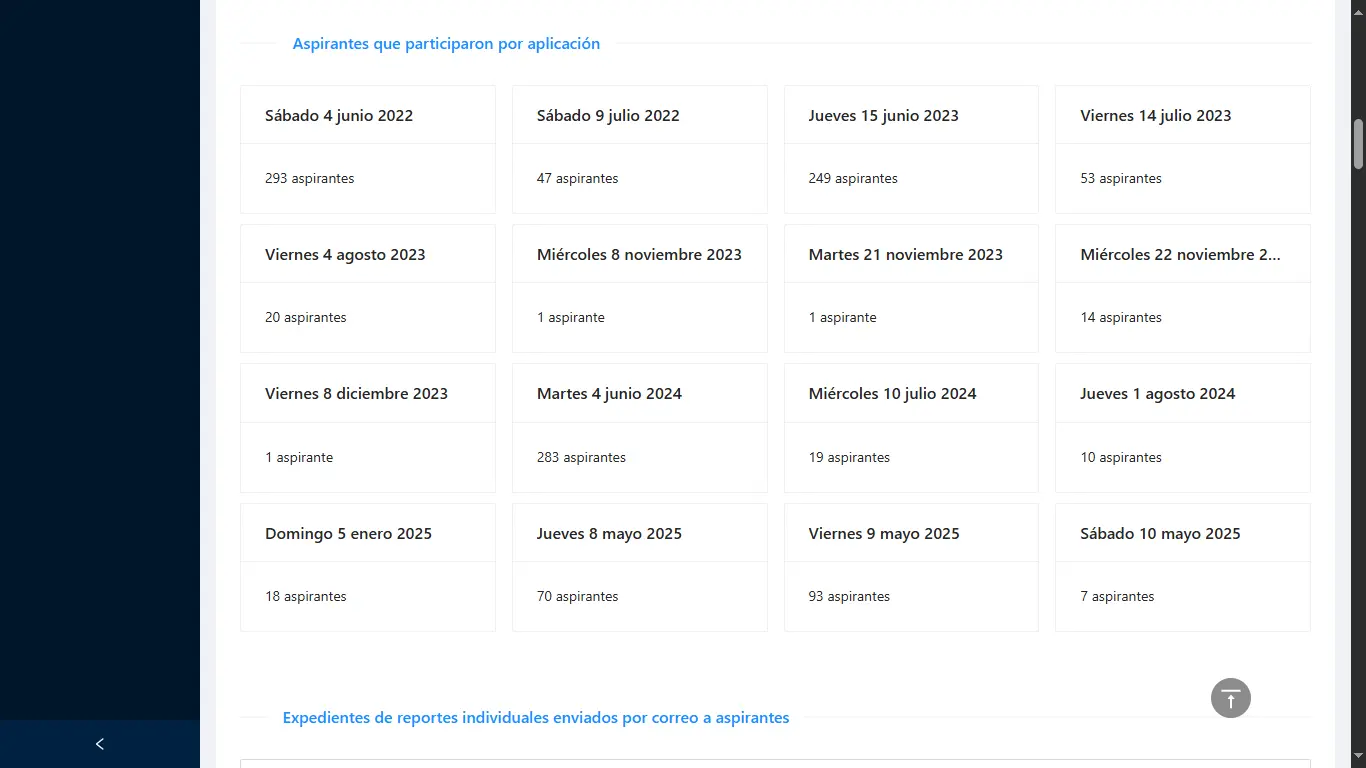 Aspirantes que participaron por aplicación
Sábado 4 junio 2022
293 aspirantes
Sábado 9 julio 2022
47 aspirantes
Jueves 15 junio 2023
249 aspirantes
Viernes 14 julio 2023
53 aspirantes
Viernes 4 agosto 2023
20 aspirantes
Miércoles 8 noviembre 2023
1 aspirante
Martes 21 noviembre 2023
1 aspirante
Miércoles 22 noviembre 2...
14 aspirantes
Viernes 8 diciembre 2023
1 aspirante
Martes 4 junio 2024
283 aspirantes
Miércoles 10 julio 2024
19 aspirantes
Jueves 1 agosto 2024
10 aspirantes
Domingo 5 enero 2025
18 aspirantes
Jueves 8 mayo 2025
70 aspirantes
Viernes 9 mayo 2025
93 aspirantes
Sábado 10 mayo 2025
7 aspirantes
Expedientes de reportes individuales enviados por correo a aspirantes